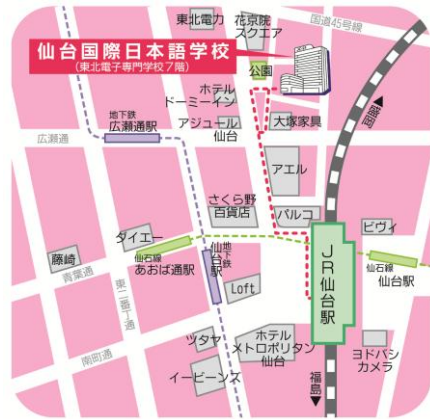 東北電力
花京院
スクエア
国道45号線
仙台国際日本語学校
(東北電子専門学校7階)
公園
ホテル
ドーミーイン
地下鉄
広瀬通駅
アジュール
仙台
大塚家具
▲盛岡
広瀬通
アエル
さくら野
百貨店
パルコ
ビヴィ
ダイエー
藤崎
仙石線
あおば通駅
地下鉄
仙台駅
JR仙台駅
仙石線
仙台駅
青葉通
東二番丁通
Loft
ツタヤ
ホテル
メトロポリタン
仙台
ヨドバシ
カメラ
南町通
イービーンズ
福島▼